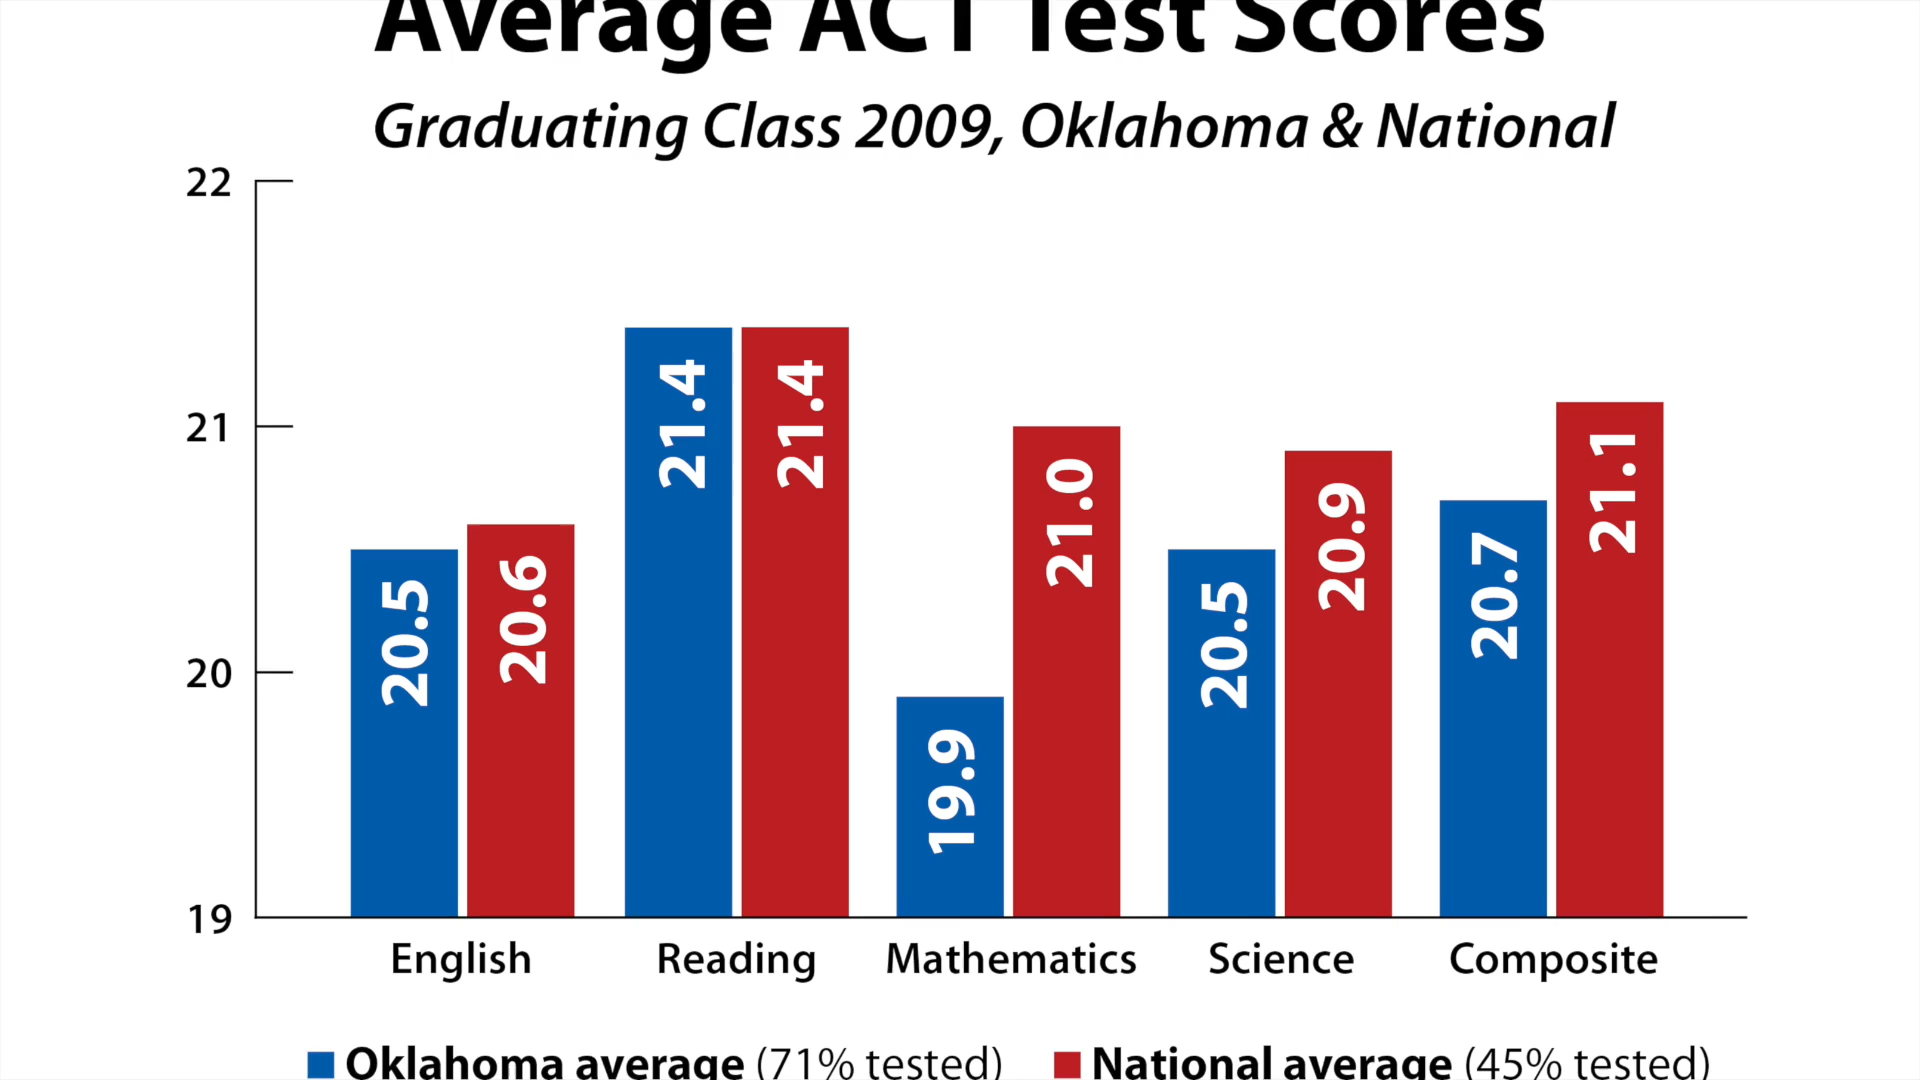 Average ACT Test Scores
Graduating Class 2009, Oklahoma & National
22
21
20
19
20.5
20.6
21.4
21.4
19.9
21.0
20.5
20.9
20.7
21.1
English
Reading
Mathematics
Science
Composite
Oklahoma average (71% tested)
National average (45% tested)